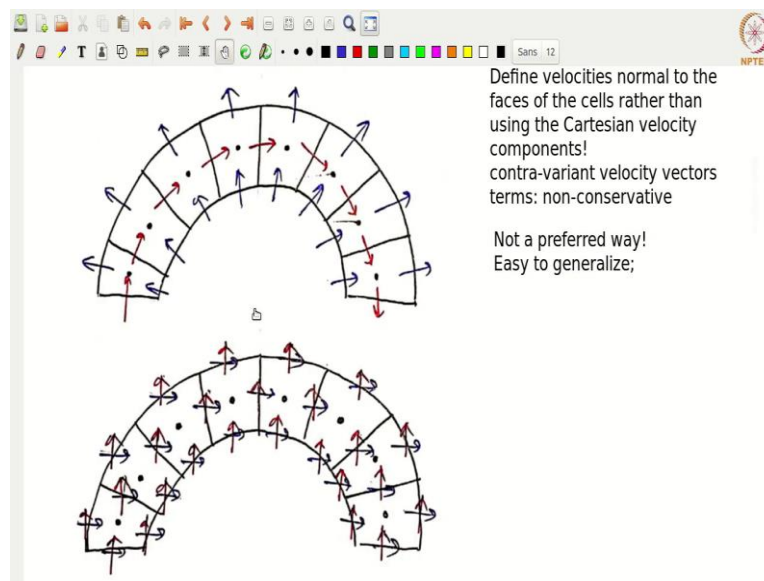 T
Sans 12
NPTE
Define velocities normal to the
faces of the cells rather than
using the Cartesian velocity
components!
contra-variant velocity vectors
terms: non-conservative
Not a preferred way!
Easy to generalize;